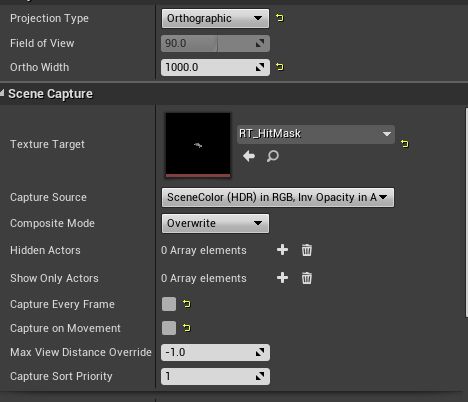 Projection Type Orthographic
Field of View 90.0
Ortho Width 1000.0
Scene Capture
Texture Target RT_HitMask
Capture Source SceneColor (HDR) in RGB, Inv Opacity in A
Composite Mode Overwrite
Hidden Actors 0 Array elements
Show Only Actors 0 Array elements
Capture Every Frame
Capture on Movement
Max View Distance Override -1.0
Capture Sort Priority 1